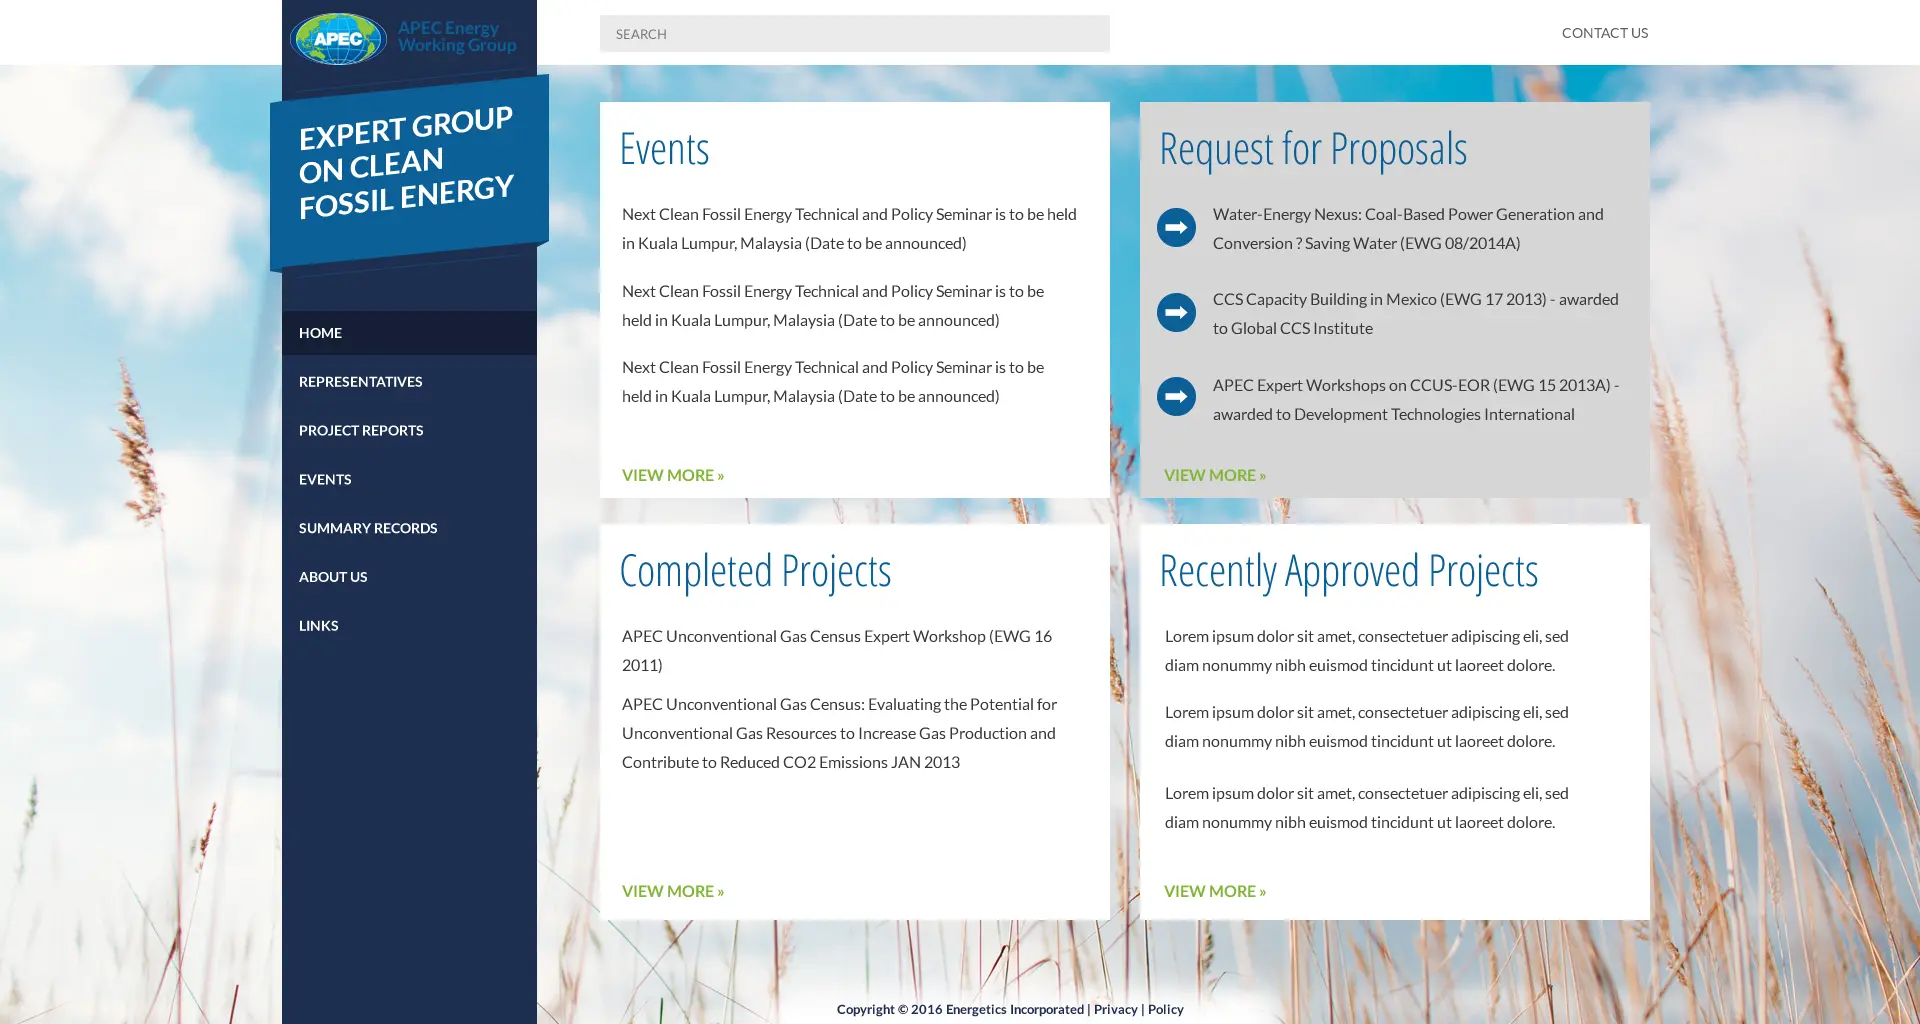 APEC
APEC Energy
Working Group
SEARCH
CONTACT US
EXPERT GROUP
ON CLEAN
FOSSIL ENERGY
HOME
REPRESENTATIVES
PROJECT REPORTS
EVENTS
SUMMARY RECORDS
ABOUT US
LINKS
Events
Next Clean Fossil Energy Technical and Policy Seminar is to be held
in Kuala Lumpur, Malaysia (Date to be announced)
Next Clean Fossil Energy Technical and Policy Seminar is to be
held in Kuala Lumpur, Malaysia (Date to be announced)
Next Clean Fossil Energy Technical and Policy Seminar is to be
held in Kuala Lumpur, Malaysia (Date to be announced)
VIEW MORE »
Request for Proposals
Water-Energy Nexus: Coal-Based Power Generation and
Conversion ? Saving Water (EWG 08/2014A)
CCS Capacity Building in Mexico (EWG 17 2013) - awarded
to Global CCS Institute
APEC Expert Workshops on CCUS-EOR (EWG 15 2013A) -
awarded to Development Technologies International
VIEW MORE »
Completed Projects
APEC Unconventional Gas Census Expert Workshop (EWG 16
2011)
APEC Unconventional Gas Census: Evaluating the Potential for
Unconventional Gas Resources to Increase Gas Production and
Contribute to Reduced CO2 Emissions JAN 2013
VIEW MORE »
Recently Approved Projects
Lorem ipsum dolor sit amet, consectetuer adipiscing eli, sed
diam nonummy nibh euismod tincidunt ut laoreet dolore.
Lorem ipsum dolor sit amet, consectetuer adipiscing eli, sed
diam nonummy nibh euismod tincidunt ut laoreet dolore.
Lorem ipsum dolor sit amet, consectetuer adipiscing eli, sed
diam nonummy nibh euismod tincidunt ut laoreet dolore.
VIEW MORE »
Copyright © 2016 Energetics Incorporated | Privacy | Policy